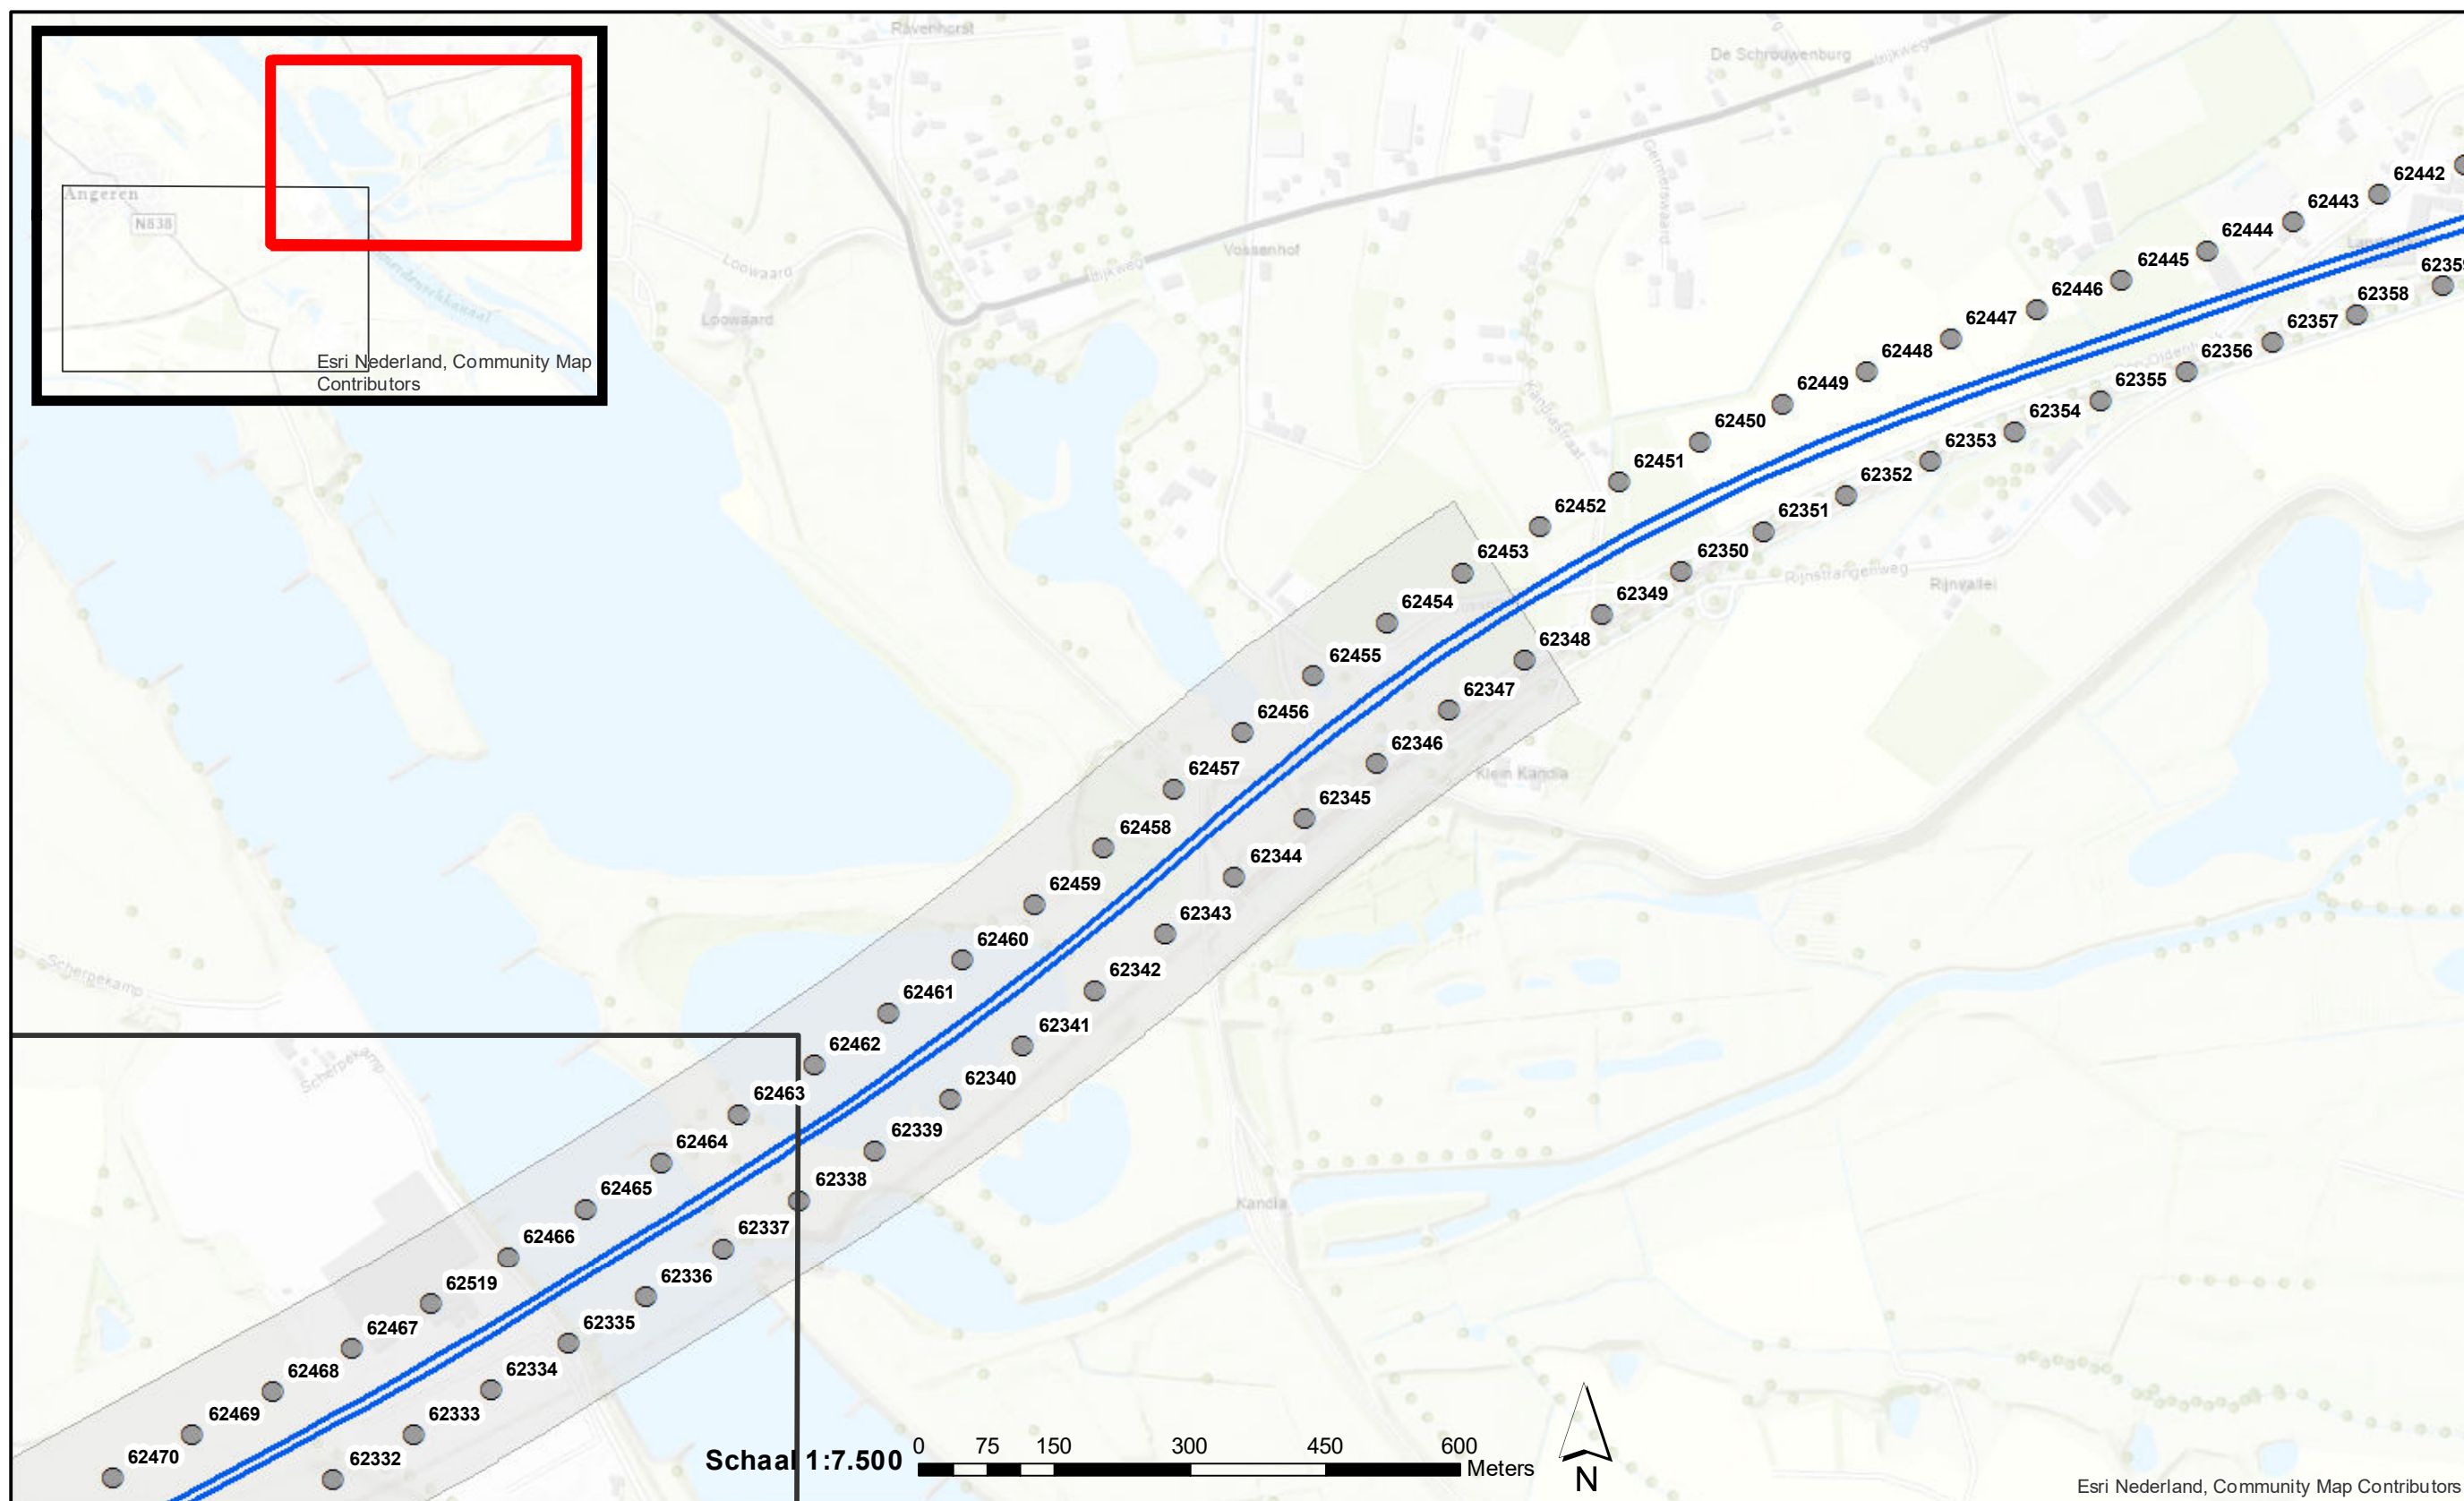 Angeren
N838
Esri Nederland, Community Map
Contributors
Ravenhorst
De Schrouwenburg
Loowaard
Loowaard
Vossenhof
Kandiastraat
Rijnstrangenweg
Rijnvallei
Klein Kandia
Kandia
Scherpekamp
Scherpekamp
62442
62443
62444
62445
62446
62447
62448
62449
62450
62451
62452
62453
62454
62455
62456
62457
62458
62459
62460
62461
62462
62463
62464
62465
62466
62519
62467
62468
62469
62470
62358
62357
62356
62355
62354
62353
62352
62351
62350
62349
62348
62347
62346
62345
62344
62343
62342
62341
62340
62339
62338
62337
62336
62335
62334
62333
62332
Schaal 1:7.500
0 75 150 300 450 600
Meters
N
Esri Nederland, Community Map Contributors